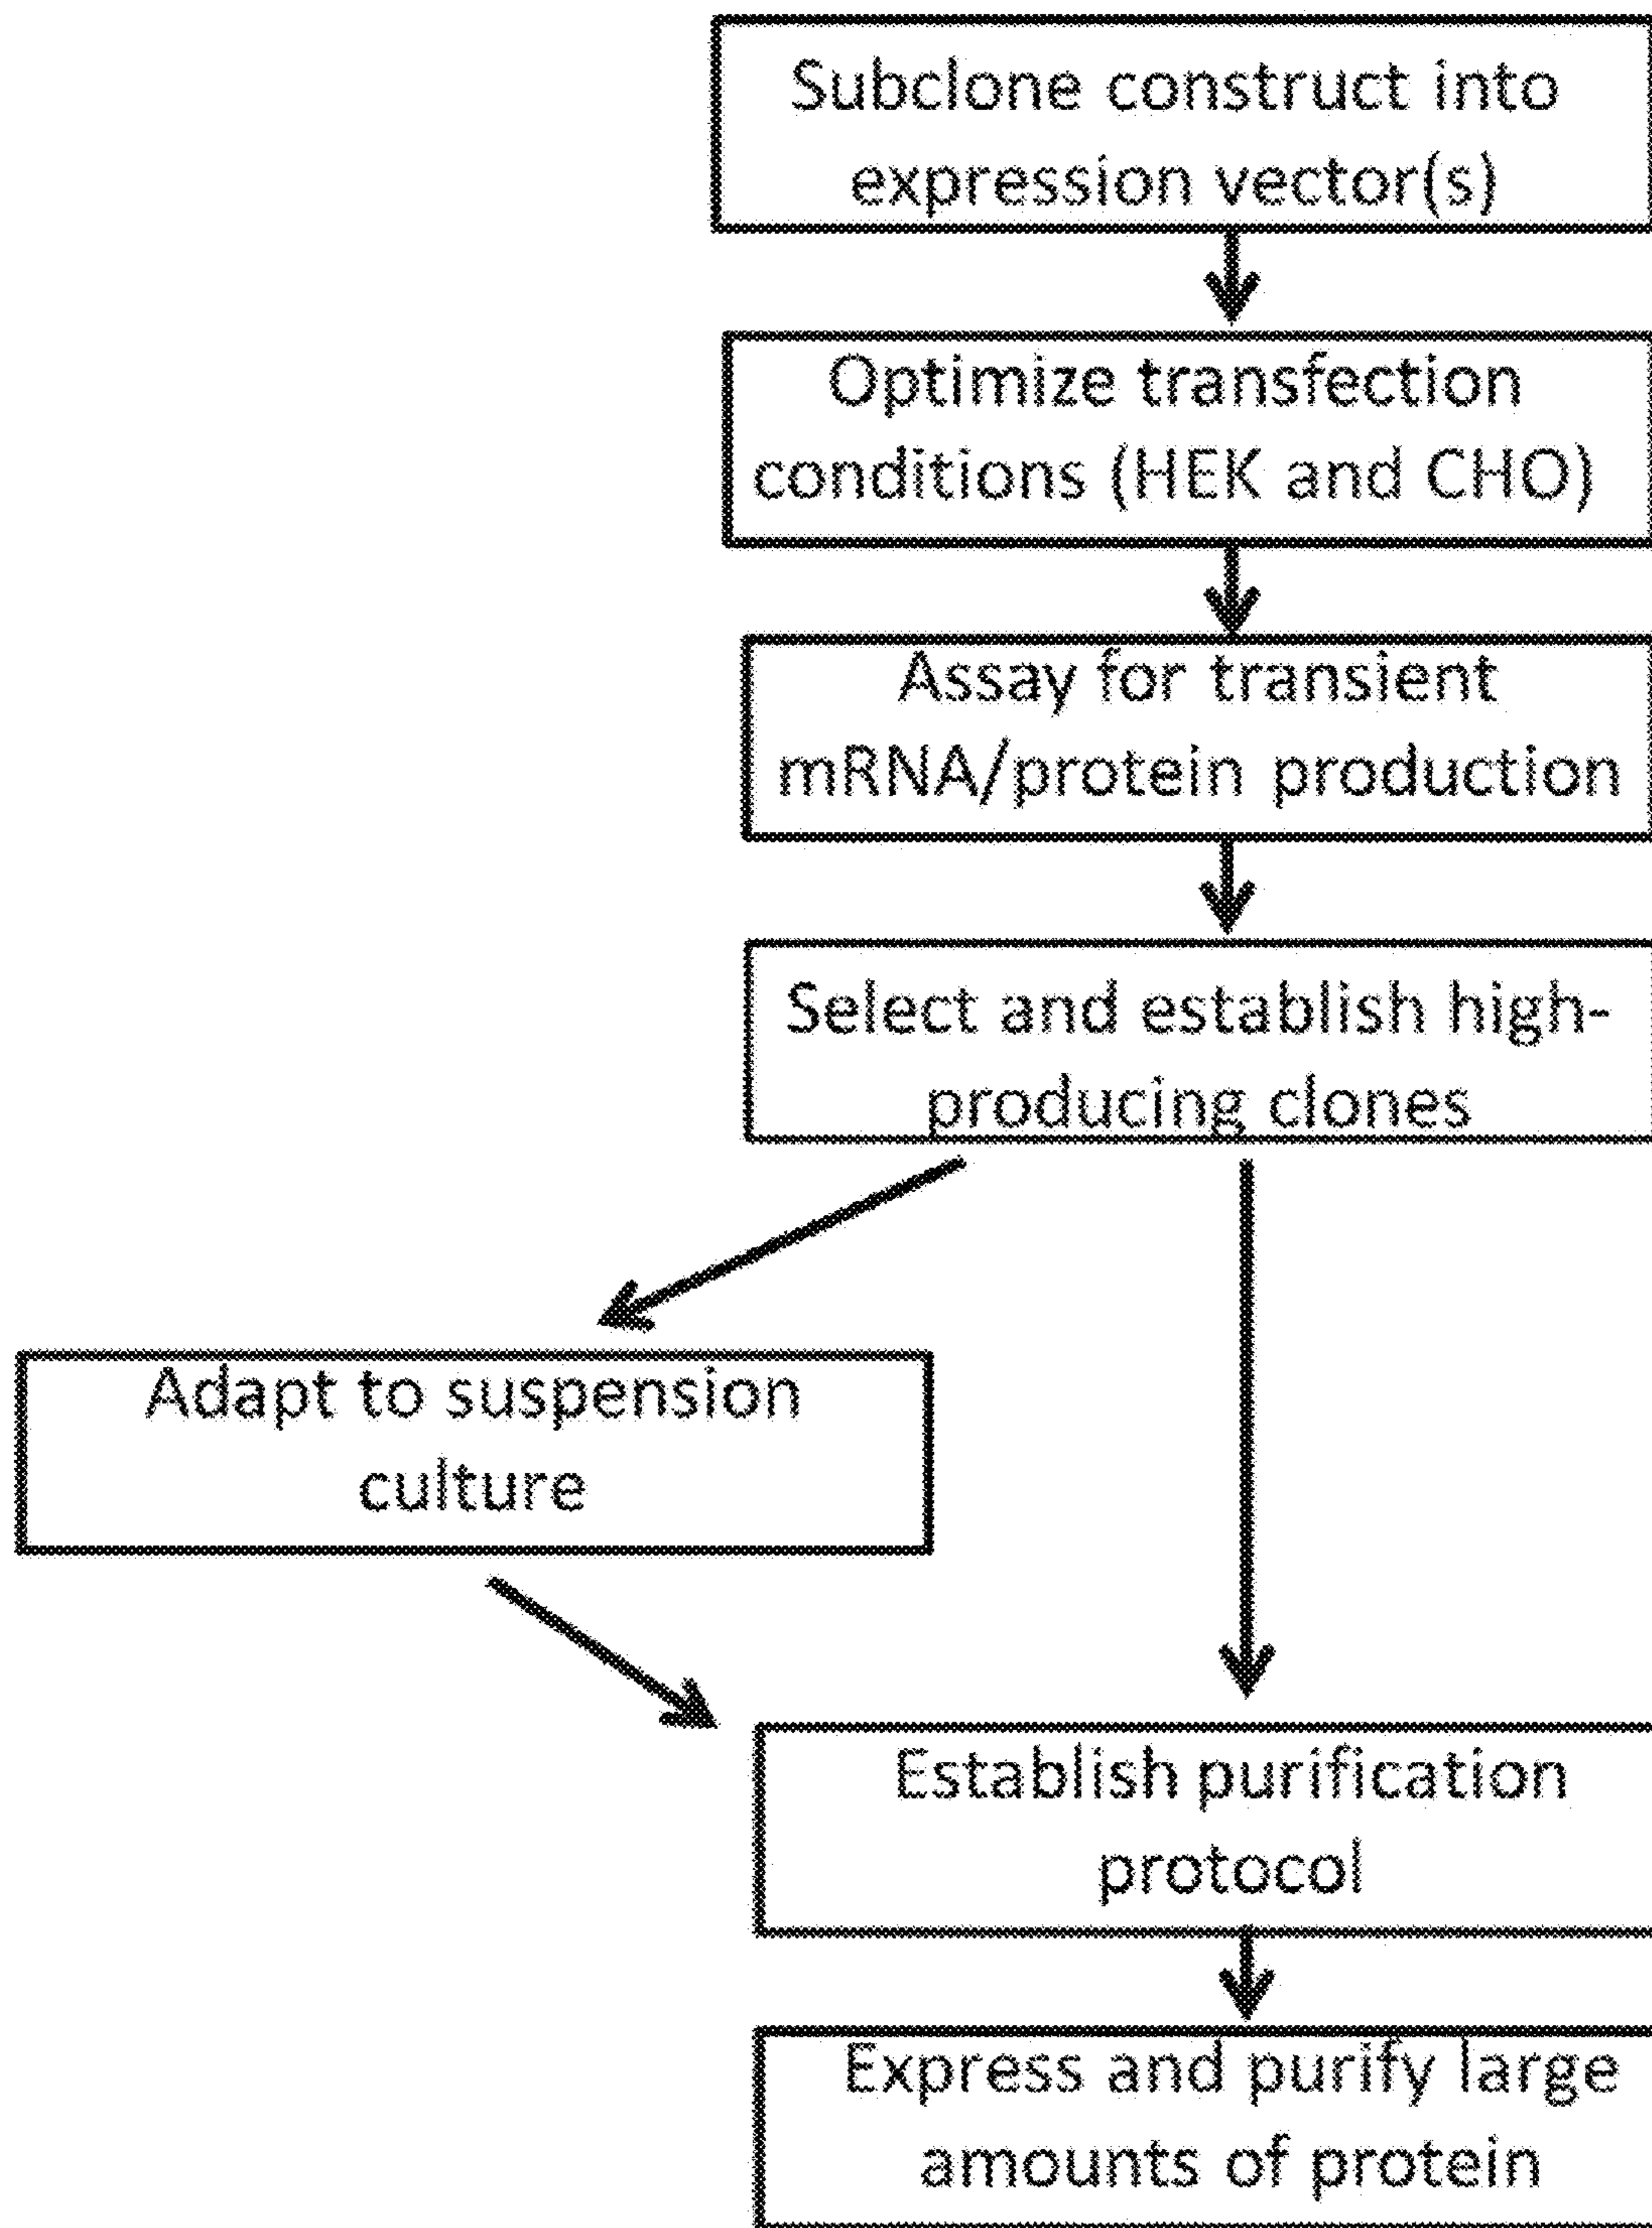 Subclone construct into
expression vector(s)
Optimize transfection
conditions (HEK and CHO)
Assay for transient
mRNA/protein production
Select and establish high-
producing clones
Adapt to suspension
culture
Establish purification
protocol
Express and purify large
amounts of protein